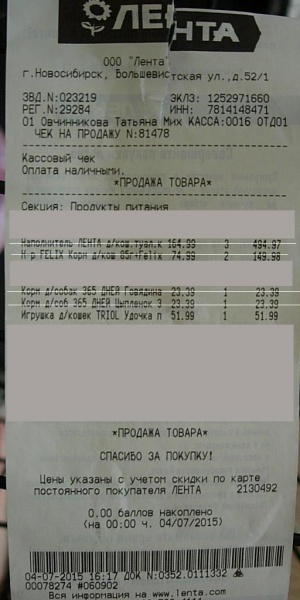 ЛЕНТА
ООО "Лента"
г.Новосибирск, Большевистская ул.,д.52/1
ЗВД.N:023219 ЭКЛЗ: 1252971660
РЕГ.N:29284 ИНН: 7814148471
01 Овчинникова Татьяна Мих КАССА:0016 ОТД01
ЧЕК НА ПРОДАЖУ N:81478
Кассовый чек
Оплата наличными.
*ПРОДАЖА ТОВАРА*
Секция: Продукты питания
Наполнитель ЛЕНТА д/кош.туал.к 164.99 3 494.97
Н р FELIX Корм д/кош 85г+Felix 74.99 2 149.98
Корм д/собак 365 ДНЕЙ Говядина 23.39 1 23.39
Корм д/соб 365 ДНЕЙ Цыпленок 3 23.39 1 23.39
Игрушка д/кошек TRIOL Удочка п 51.99 1 51.99
*ПРОДАЖА ТОВАРА*
СПАСИБО ЗА ПОКУПКУ!
Цены указаны с учетом скидки по карте
постоянного покупателя ЛЕНТА 2130492
0.00 баллов накоплено
(на 00:00 ч. 04/07/2015)
04-07-2015 16:17 ДОК N:0352.0111332
00078274 #060902
Вся информация на www.lenta.com